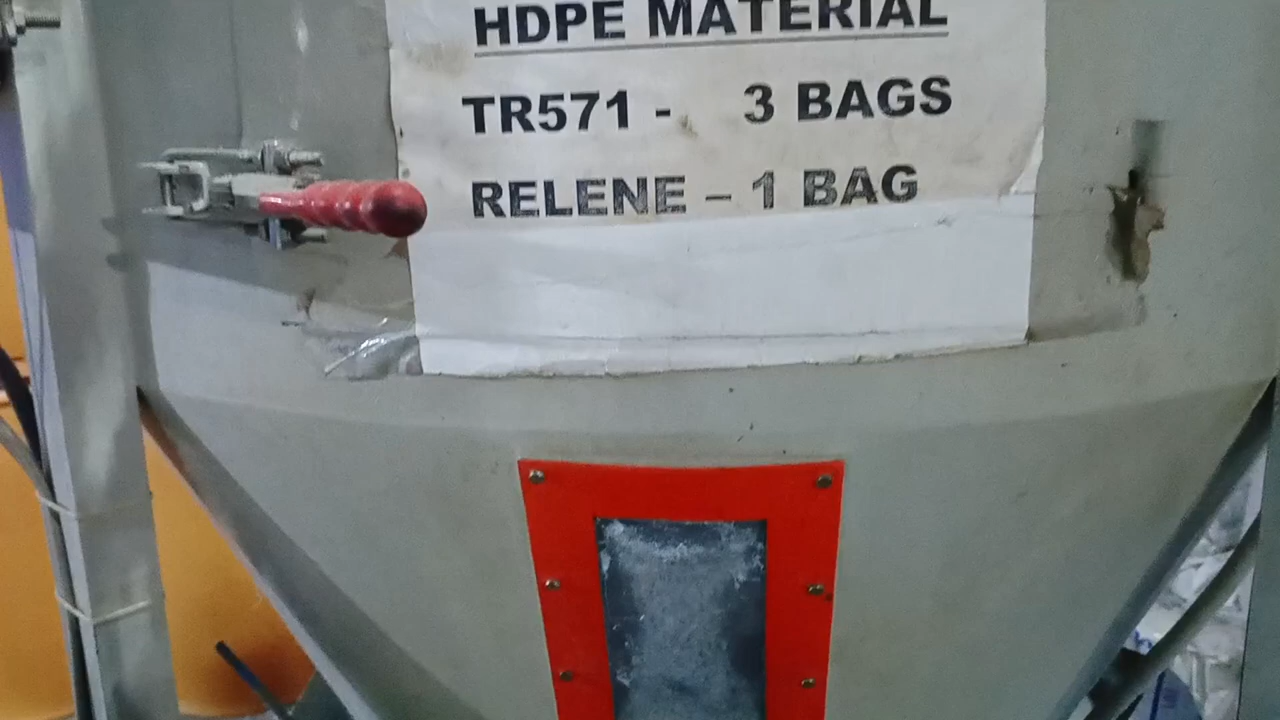 HDPE MATERIAL
TR571 - 3 BAGS
RELENE – 1 BAG